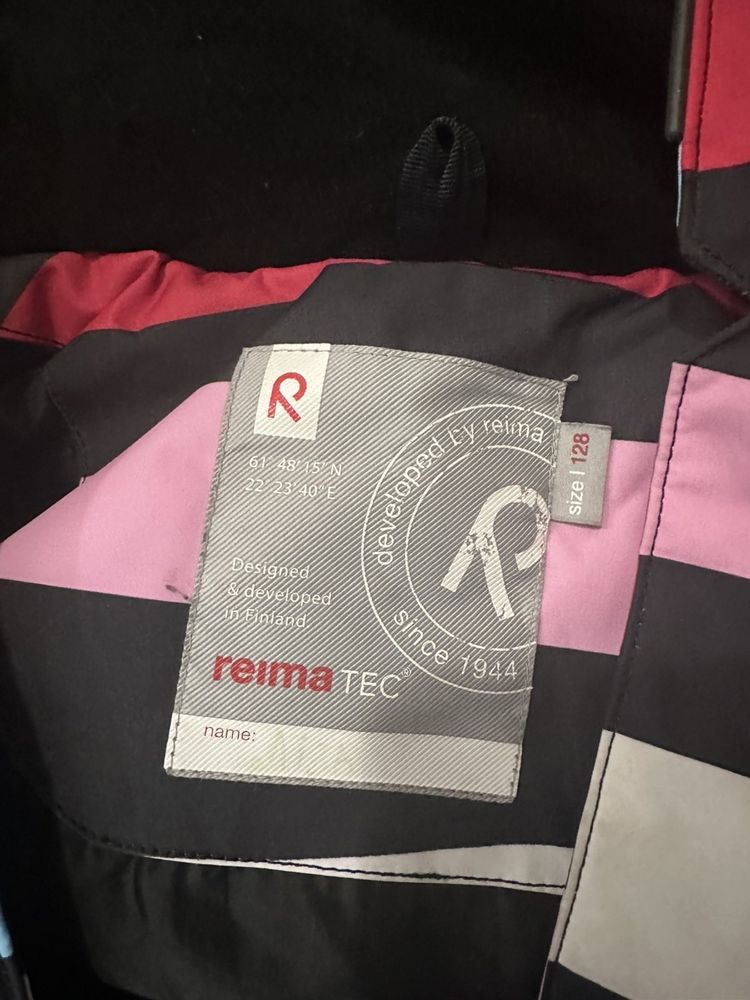 61° 48' 15" N
22° 23' 40" E
developed by reima
since 1944
size | 128
Designed
& developed
in Finland
reima TEC®
name: